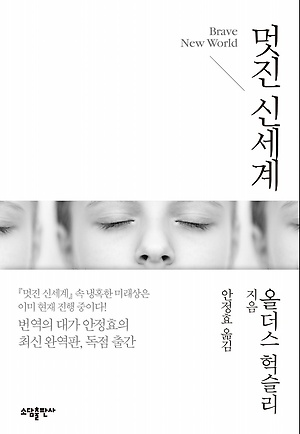 Brave
New World
멋진 신세계
올더스 헉슬리
지음
안정효 옮김
『멋진 신세계』 속 냉혹한 미래상은
이미 현재 진행 중이다!
번역의 대가 안정효의
최신 완역판, 독점 출간
소담출판사